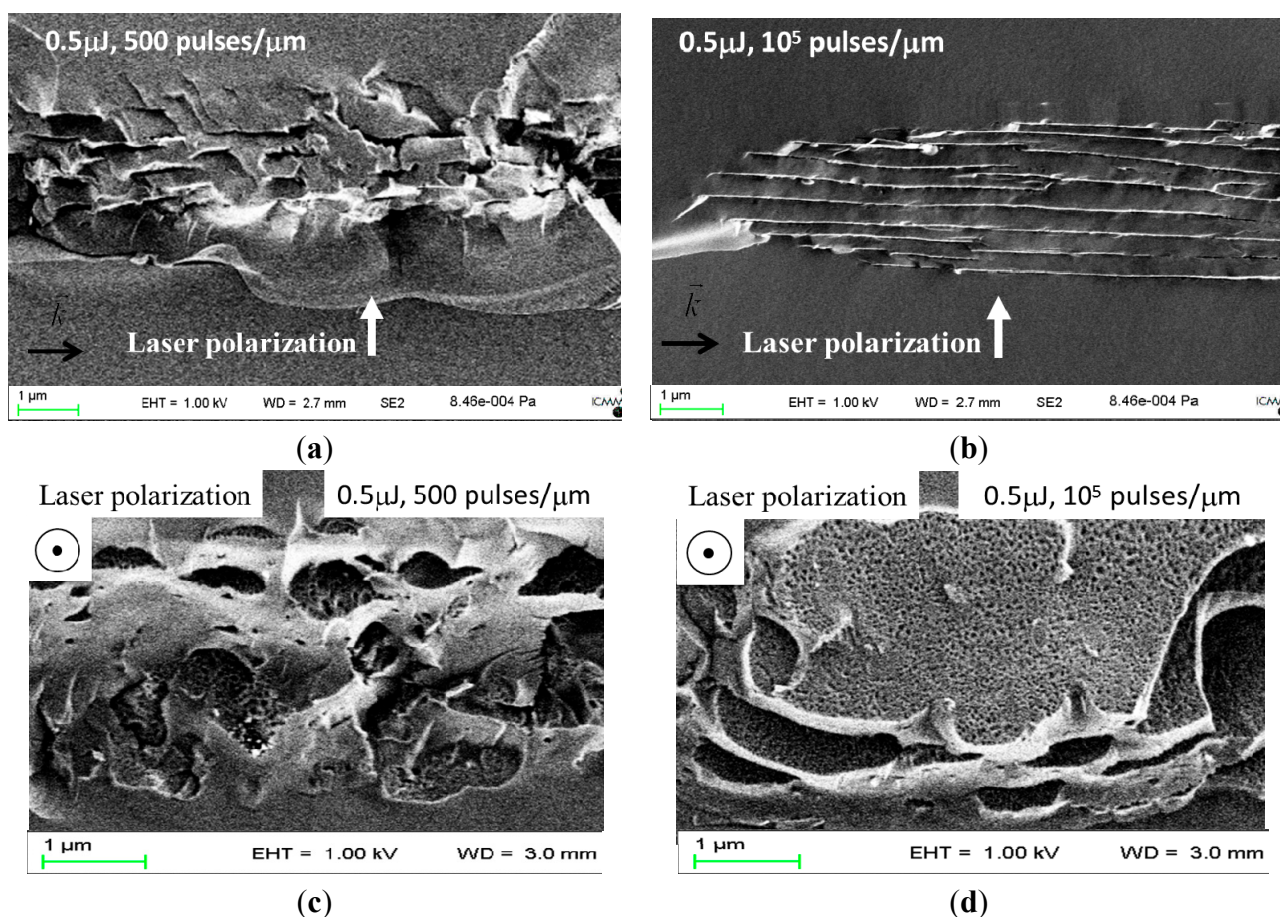 0.5μJ, 500 pulses/μm
k
Laser polarization
1 μm EHT = 1.00 kV WD = 2.7 mm SE2 8.46e-004 Pa
(a)
0.5μJ, 10⁵ pulses/μm
k
Laser polarization
1 μm EHT = 1.00 kV WD = 2.7 mm SE2 8.46e-004 Pa
(b)
Laser polarization 0.5μJ, 500 pulses/μm
1 μm EHT = 1.00 kV WD = 3.0 mm
(c)
Laser polarization 0.5μJ, 10⁵ pulses/μm
1 μm EHT = 1.00 kV WD = 3.0 mm
(d)